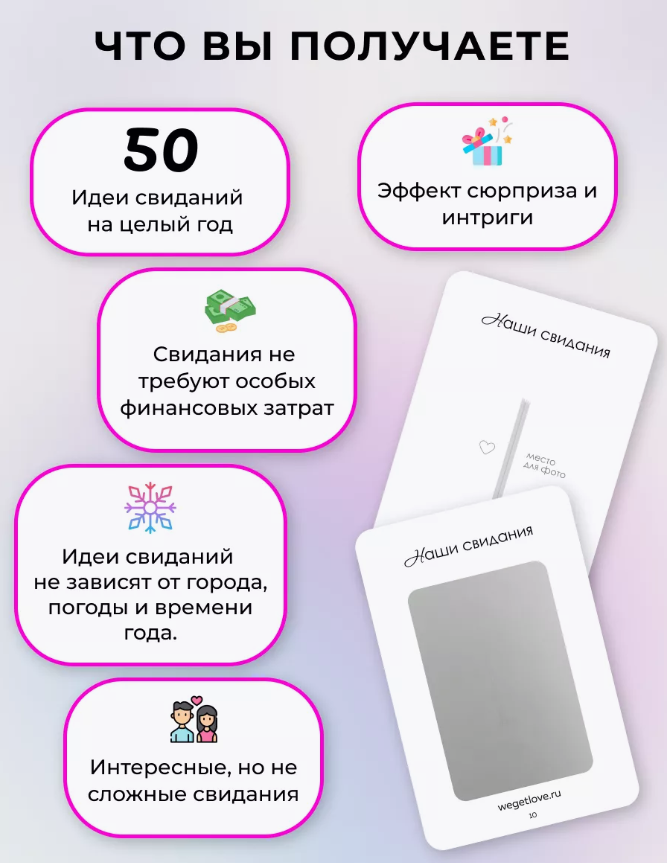 ЧТО ВЫ ПОЛУЧАЕТЕ
50
Идеи свиданий
на целый год
Эффект сюрприза и
интриги
Свидания не
требуют особых
финансовых затрат
Наши свидания
место
для фото
Идеи свиданий
не зависят от города,
погоды и времени
года.
Наши свидания
wegetlove.ru
10
Интересные, но не
сложные свидания